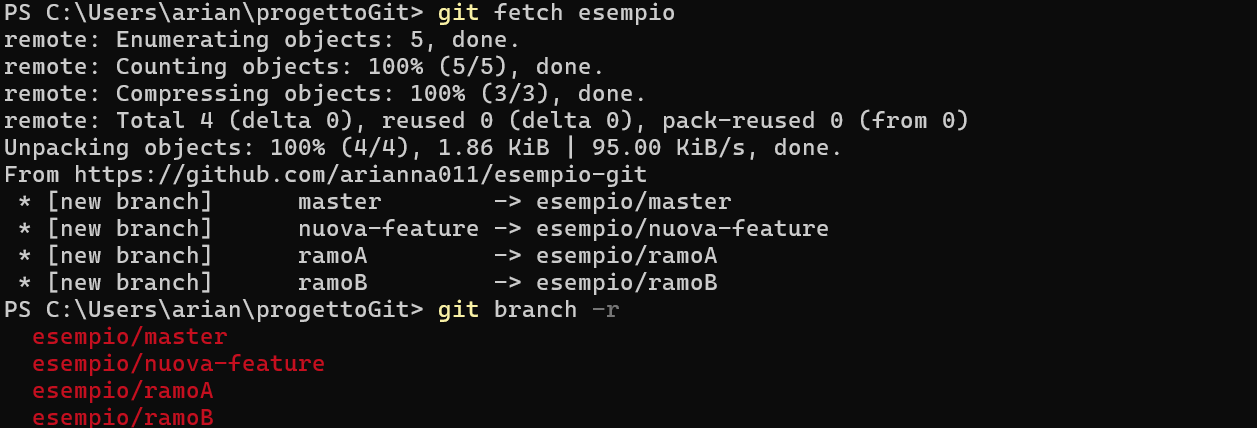 PS C:\Users\arian\progettoGit> git fetch esempio
remote: Enumerating objects: 5, done.
remote: Counting objects: 100% (5/5), done.
remote: Compressing objects: 100% (3/3), done.
remote: Total 4 (delta 0), reused 0 (delta 0), pack-reused 0 (from 0)
Unpacking objects: 100% (4/4), 1.86 KiB | 95.00 KiB/s, done.
From https://github.com/arianna011/esempio-git
 * [new branch]      master        -> esempio/master
 * [new branch]      nuova-feature -> esempio/nuova-feature
 * [new branch]      ramoA         -> esempio/ramoA
 * [new branch]      ramoB         -> esempio/ramoB
PS C:\Users\arian\progettoGit> git branch -r
  esempio/master
  esempio/nuova-feature
  esempio/ramoA
  esempio/ramoB